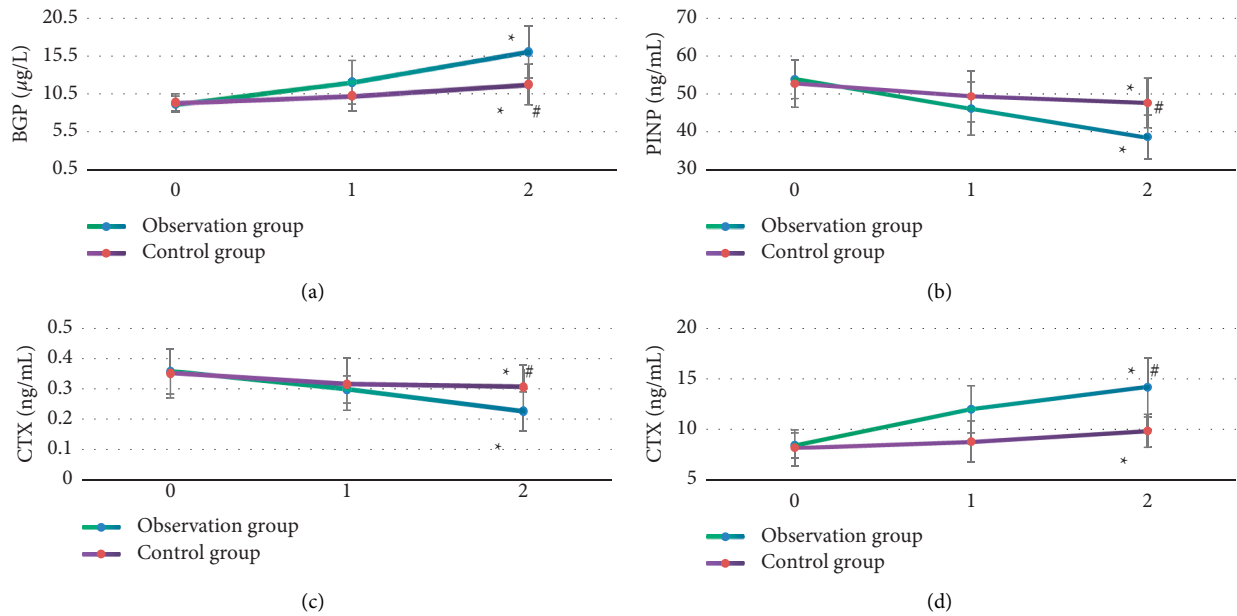 20.5
15.5
10.5
5.5
0.5
BGP (μg/L)
*
*
#
0 1 2
Observation group
Control group
(a)
70
60
50
40
30
PINP (ng/mL)
*
#
*
0 1 2
Observation group
Control group
(b)
0.5
0.4
0.3
0.2
0.1
0
CTX (ng/mL)
* #
*
0 1 2
Observation group
Control group
(c)
20
15
10
5
CTX (ng/mL)
* #
*
0 1 2
Observation group
Control group
(d)